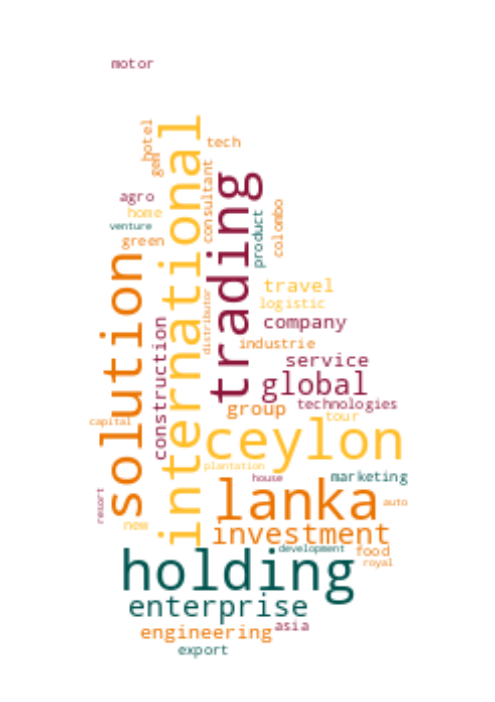 motor
hotel
gem
international
tech
consultant
trading
agro
home
venture
green
product
colombo
solution
travel
logistic
distributor
company
construction
industrie
service
global
technologies
group
tour
capital
ceylon
plantation
house
marketing
resort
lanka
auto
new
investment
development
food
royal
holding
enterprise
asia
engineering
export